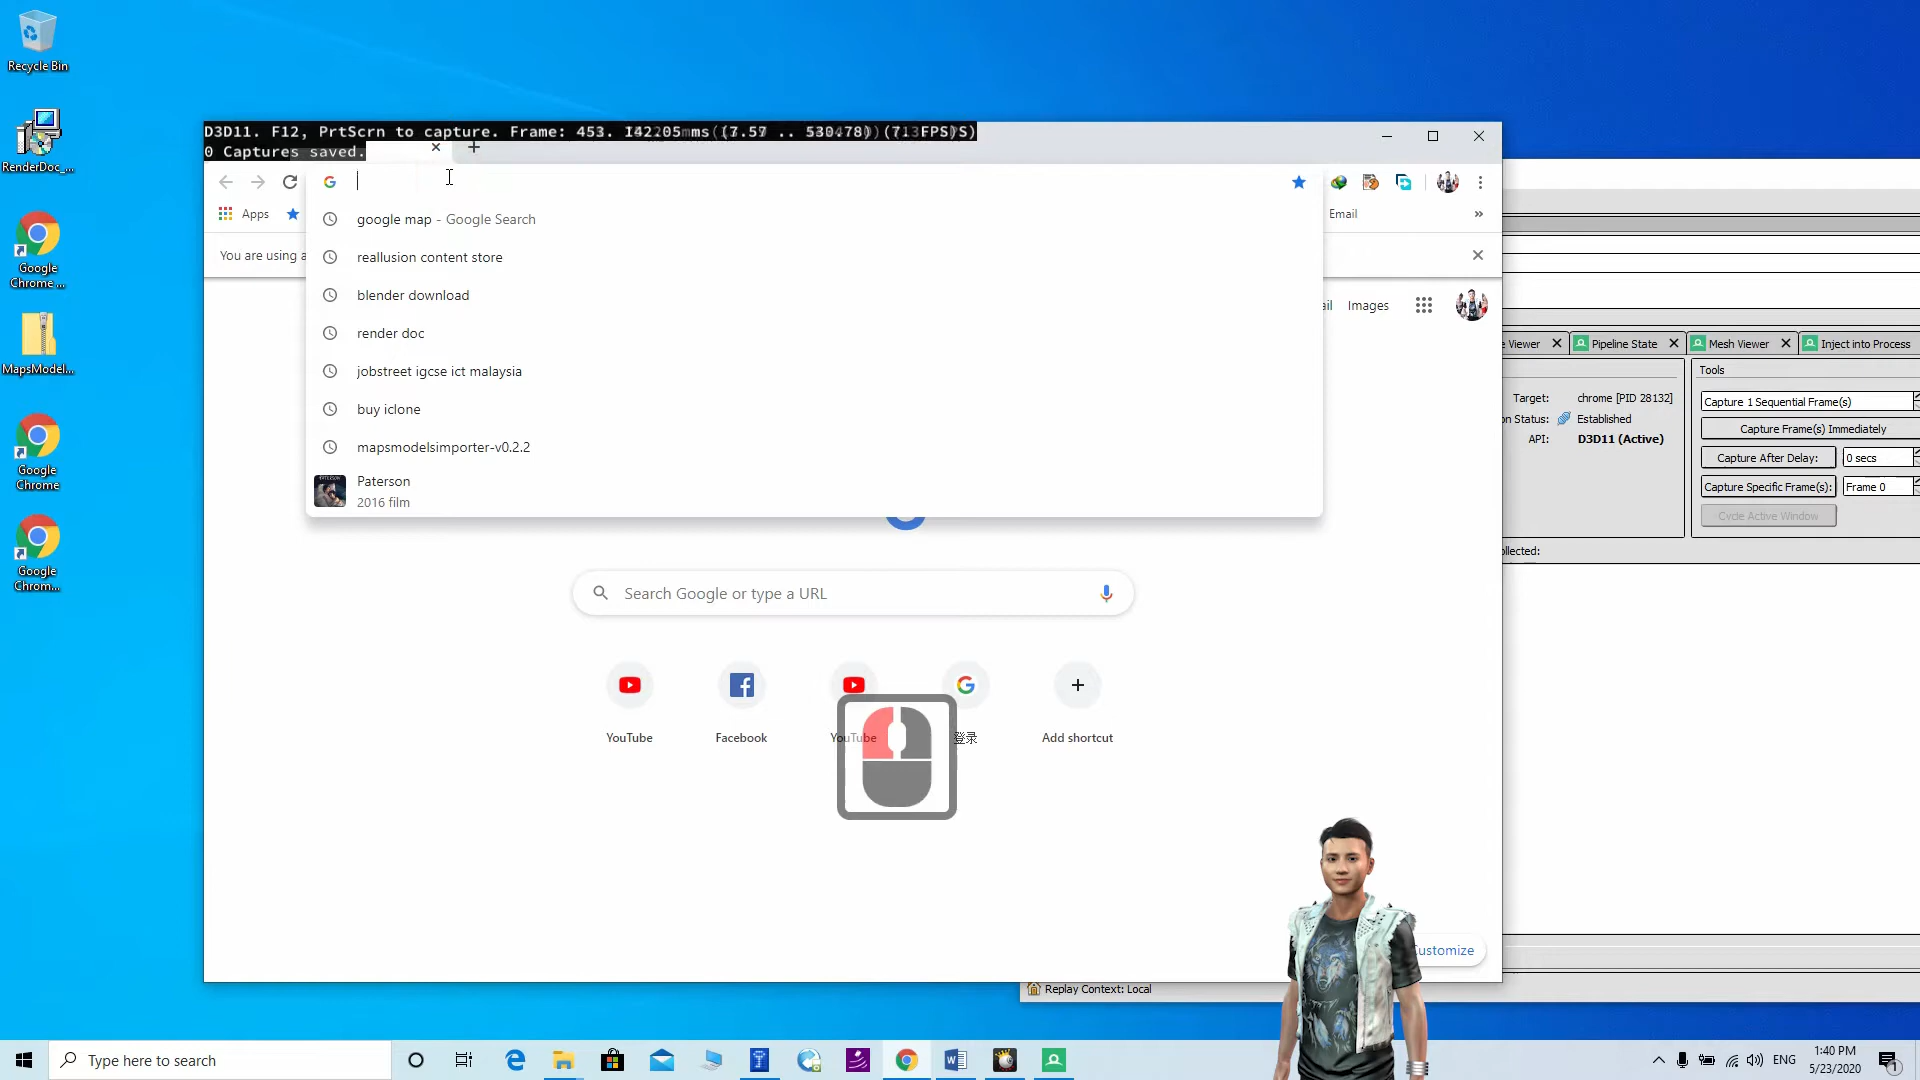 Recycle Bin
RenderDoc_...
Google
Chrome ...
MapsModel...
Google
Chrome
Google
Chrom...
D3D11. F12, PrtScrn to capture. Frame: 453.
0 Captures saved.
google map - Google Search
reallusion content store
blender download
render doc
jobstreet igcse ict malaysia
buy iclone
mapsmodelsimporter-v0.2.2
Paterson
2016 film
Apps
Email
»
You are using a
ail
Images
Search Google or type a URL
YouTube
Facebook
YouTube
登录
Add shortcut
Customize
e Viewer
Pipeline State
Mesh Viewer
Inject into Process
Tools
Target:
chrome [PID 28132]
on Status:
Established
API:
D3D11 (Active)
Capture 1 Sequential Frame(s)
Capture Frame(s) Immediately
Capture After Delay:
0 secs
Capture Specific Frame(s):
Frame 0
Cycle Active Window
llected:
Replay Context: Local
Type here to search
ENG
1:40 PM
5/23/2020
1